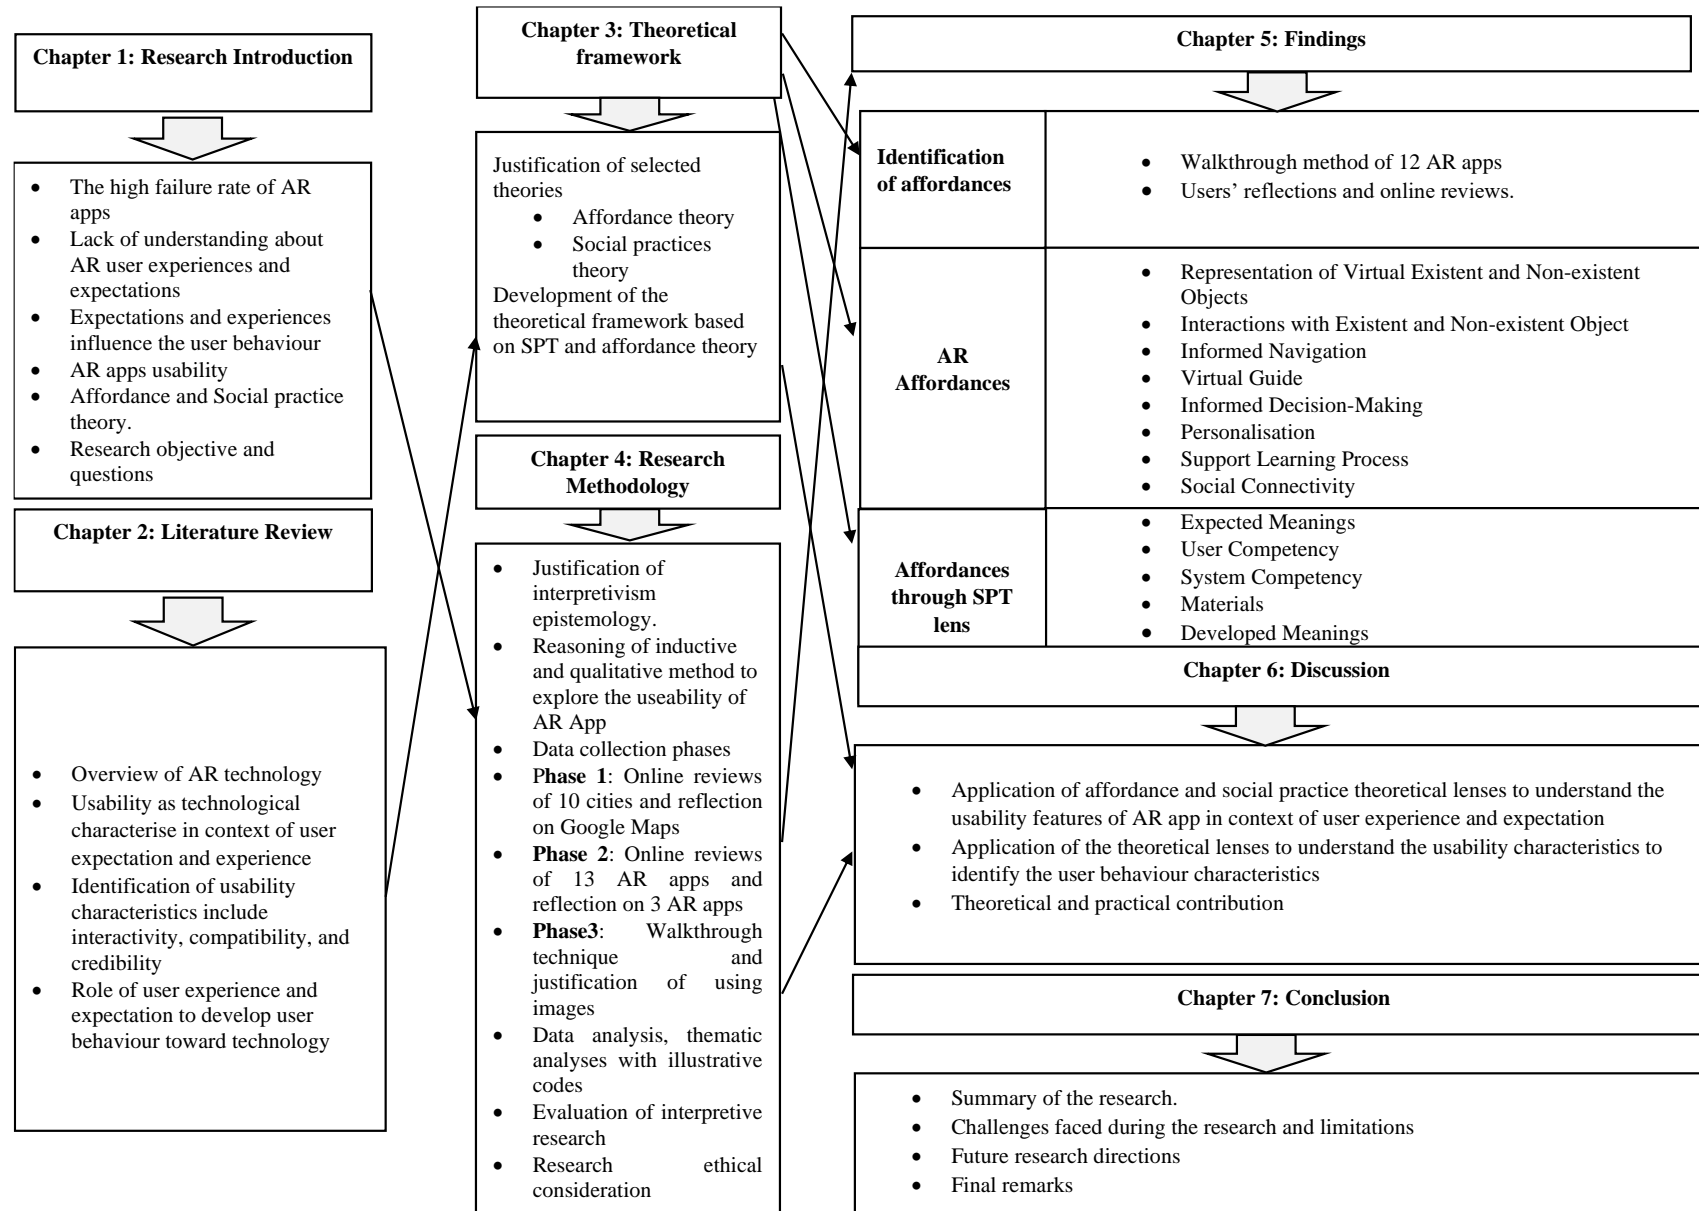 Chapter 1: Research Introduction
The high failure rate of AR
apps
Lack of understanding about
AR user experiences and
expectations
Expectations and experiences
influence the user behaviour
AR apps usability
Affordance and Social practice
theory.
Research objective and
questions
Chapter 2: Literature Review
Overview of AR technology
Usability as technological
characterise in context of user
expectation and experience
Identification of usability
characteristics include
interactivity, compatibility, and
credibility
Role of user experience and
expectation to develop user
behaviour toward technology
Chapter 3: Theoretical
framework
Justification of selected
theories
Affordance theory
Social practices
theory
Development of the
theoretical framework based
on SPT and affordance theory
Chapter 4: Research
Methodology
Justification of
interpretivism
epistemology.
Reasoning of inductive
and qualitative method to
explore the useability of
AR App
Data collection phases
Phase 1: Online reviews
of 10 cities and reflection
on Google Maps
Phase 2: Online reviews
of 13 AR apps and
reflection on 3 AR apps
Phase3: Walkthrough
technique and
justification of using
images
Data analysis, thematic
analyses with illustrative
codes
Evaluation of interpretive
research
Research ethical
consideration
Chapter 5: Findings
Identification
of affordances
Walkthrough method of 12 AR apps
Users’ reflections and online reviews.
AR
Affordances
Representation of Virtual Existent and Non-existent
Objects
Interactions with Existent and Non-existent Object
Informed Navigation
Virtual Guide
Informed Decision-Making
Personalisation
Support Learning Process
Social Connectivity
Affordances
through SPT
lens
Expected Meanings
User Competency
System Competency
Materials
Developed Meanings
Chapter 6: Discussion
Application of affordance and social practice theoretical lenses to understand the
usability features of AR app in context of user experience and expectation
Application of the theoretical lenses to understand the usability characteristics to
identify the user behaviour characteristics
Theoretical and practical contribution
Chapter 7: Conclusion
Summary of the research.
Challenges faced during the research and limitations
Future research directions
Final remarks